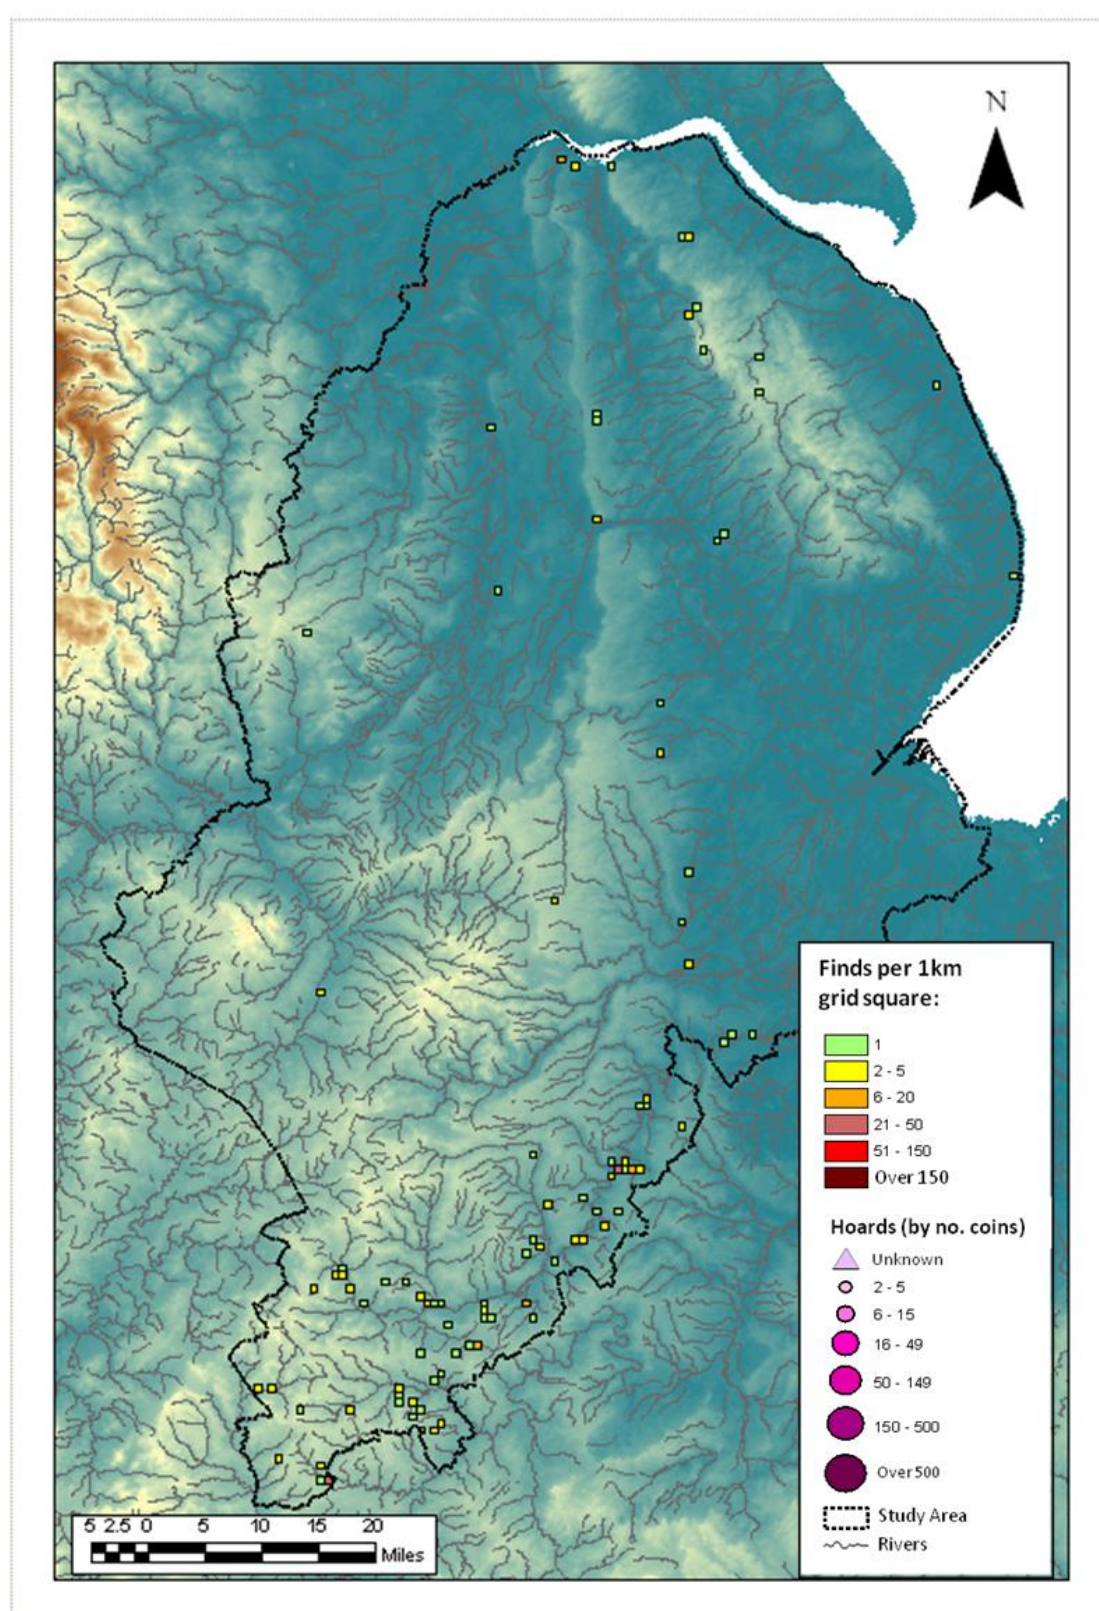 N
Finds per 1km
grid square:
1
2 - 5
6 - 20
21 - 50
51 - 150
Over 150
Hoards (by no. coins)
Unknown
2 - 5
6 - 15
16 - 49
50 - 149
150 - 500
Over 500
Study Area
Rivers
5 2.5 0 5 10 15 20
Miles